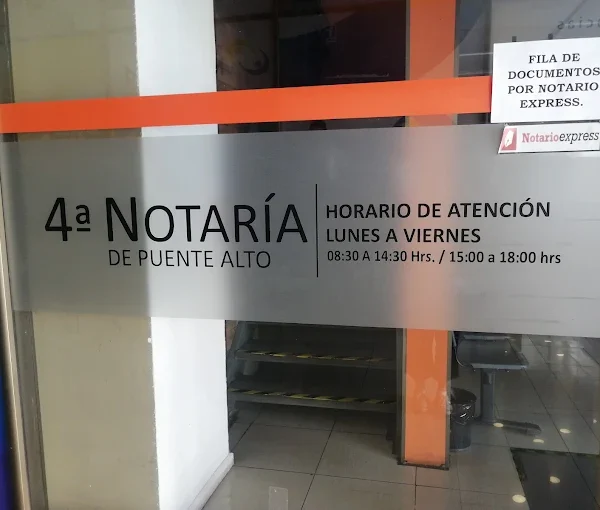 FILA DE
DOCUMENTOS
POR NOTARIO
EXPRESS.
Notarioexpress
4ª NOTARÍA
DE PUENTE ALTO
HORARIO DE ATENCIÓN
LUNES A VIERNES
08:30 A 14:30 Hrs. / 15:00 a 18:00 hrs